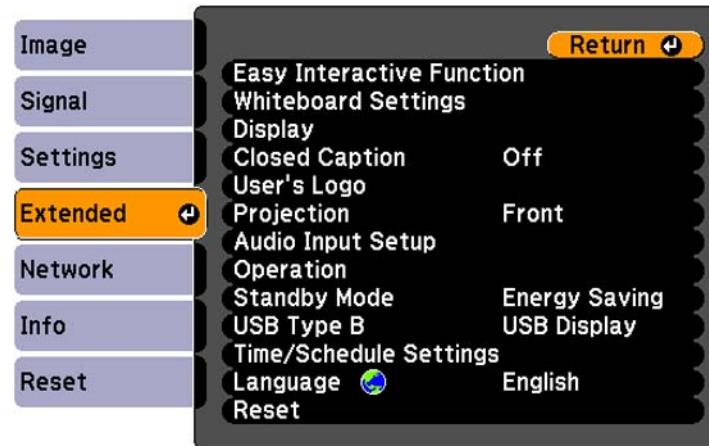 Image
Signal
Settings
Extended
Network
Info
Reset
Return
Easy Interactive Function
Whiteboard Settings
Display
Closed Caption Off
User's Logo
Projection Front
Audio Input Setup
Operation
Standby Mode Energy Saving
USB Type B USB Display
Time/Schedule Settings
Language English
Reset